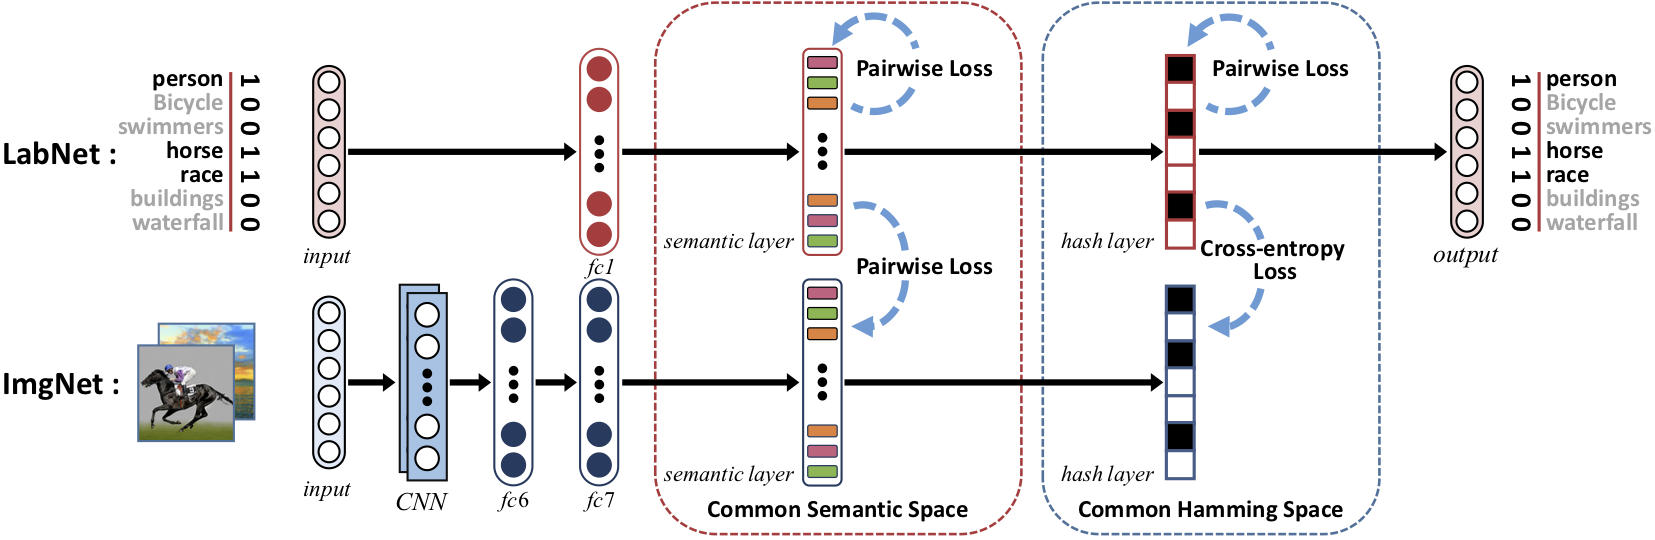 LabNet :
person 1
Bicycle 0
swimmers 0
horse 1
race 1
buildings 0
waterfall 0
input
fc1
semantic layer
Pairwise Loss
Pairwise Loss
hash layer
Pairwise Loss
Cross-entropy
Loss
output
1 person
0 Bicycle
0 swimmers
1 horse
1 race
0 buildings
0 waterfall
ImgNet :
input
CNN
fc6
fc7
semantic layer
hash layer
Common Semantic Space
Common Hamming Space